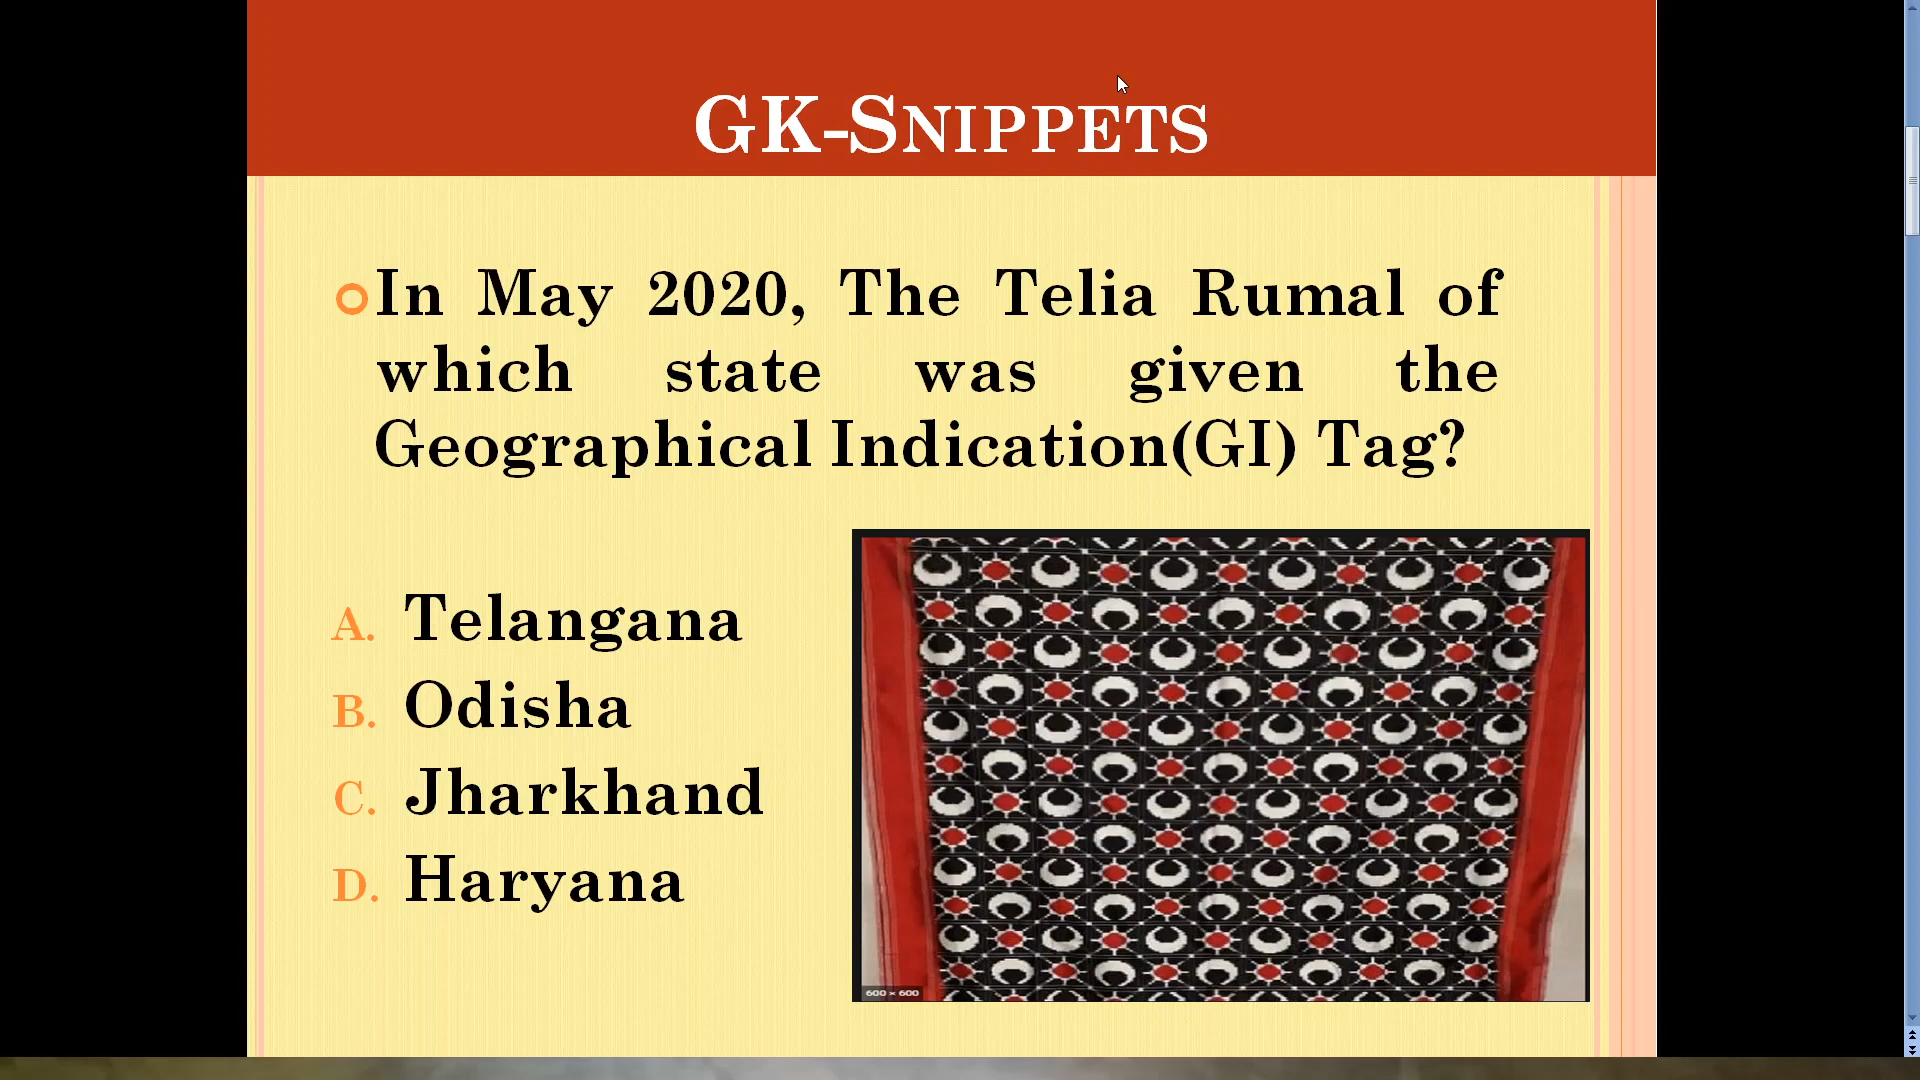 GK-Snippets
In May 2020, The Telia Rumal of
which state was given the
Geographical Indication(GI) Tag?
A. Telangana
B. Odisha
C. Jharkhand
D. Haryana
600 × 600